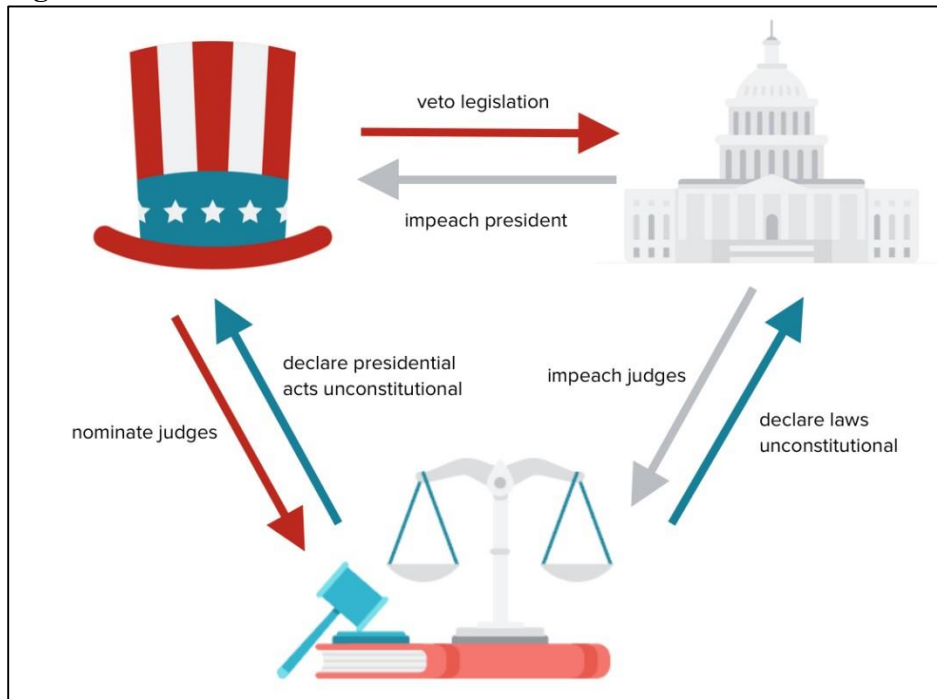 veto legislation
impeach president
declare presidential
acts unconstitutional
nominate judges
impeach judges
declare laws
unconstitutional